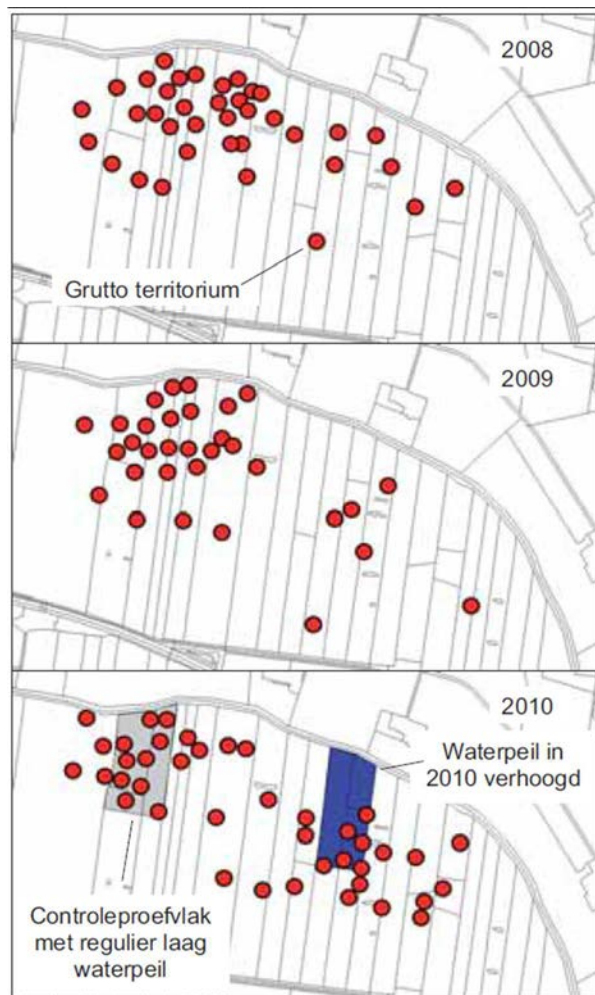 2008
Grutto territorium
2009
2010
Waterpeil in
2010 verhoogd
Controleproefvlak
met regulier laag
waterpeil